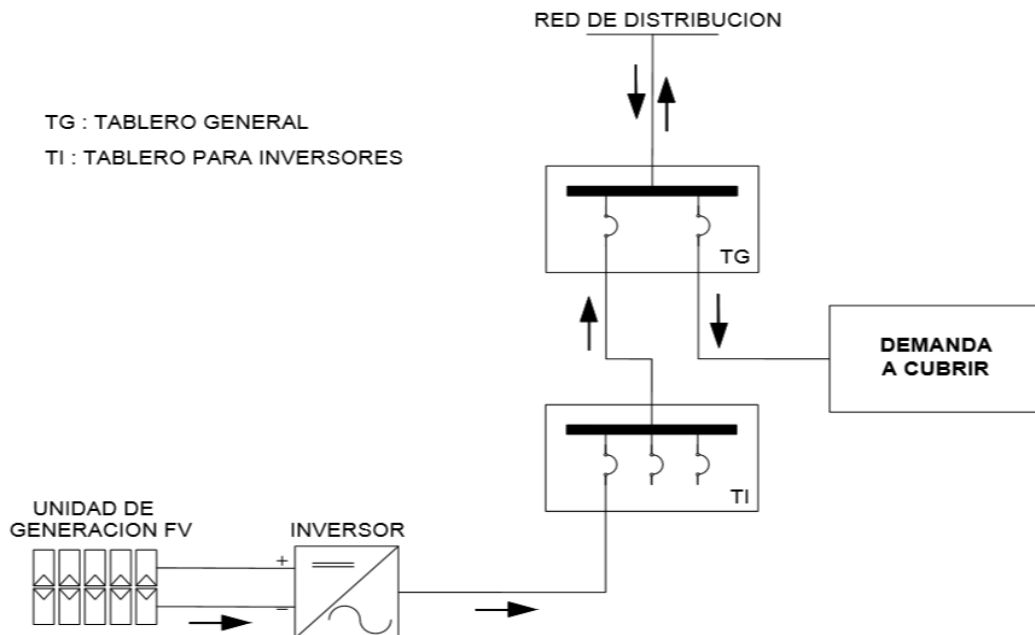 RED DE DISTRIBUCION
TG : TABLERO GENERAL
TI : TABLERO PARA INVERSORES
TG
DEMANDA
A CUBRIR
TI
UNIDAD DE
GENERACION FV
INVERSOR
+
−